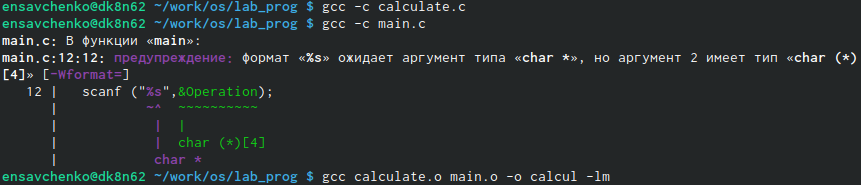 ensavchenko@dk8n62 ~/work/os/lab_prog $ gcc -c calculate.c
ensavchenko@dk8n62 ~/work/os/lab_prog $ gcc -c main.c
main.c: В функции «main»:
main.c:12:12: предупреждение: формат «%s» ожидает аргумент типа «char *», но аргумент 2 имеет тип «char (*)
[4]» [-Wformat=]
   12 |   scanf ("%s",&Operation);
      |           ~^  ~~~~~~~~~~
      |            |  |
      |            |  char (*)[4]
      |            char *
ensavchenko@dk8n62 ~/work/os/lab_prog $ gcc calculate.o main.o -o calcul -lm